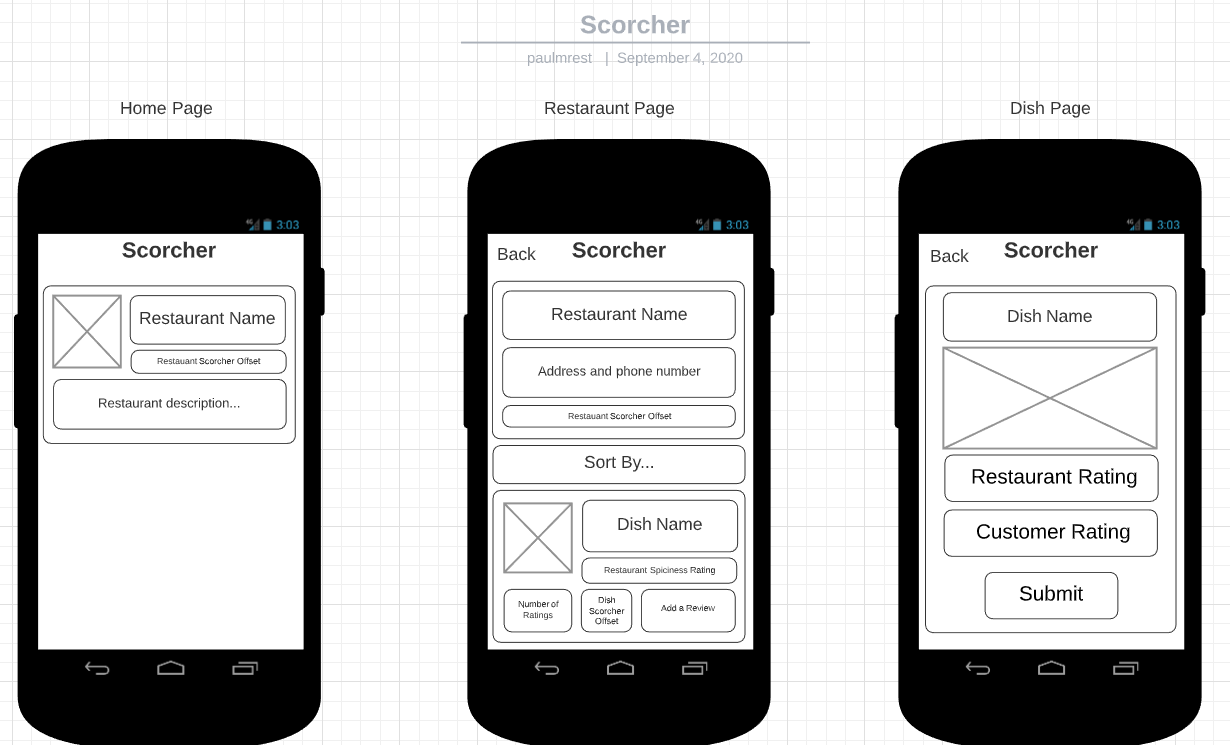 Scorcher
paulmrest | September 4, 2020
Home Page
4G 3:03
Scorcher
Restaurant Name
Restauant Scorcher Offset
Restaurant description...
Restaraunt Page
4G 3:03
Back Scorcher
Restaurant Name
Address and phone number
Restauant Scorcher Offset
Sort By...
Dish Name
Restaurant Spiciness Rating
Number of
Ratings
Dish
Scorcher
Offset
Add a Review
Dish Page
4G 3:03
Back Scorcher
Dish Name
Restaurant Rating
Customer Rating
Submit